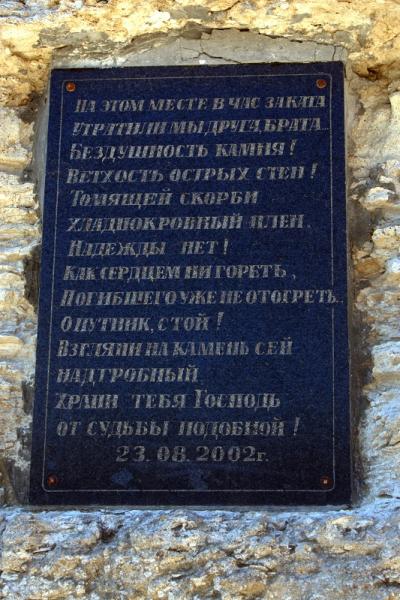 На этом месте в час заката
утратили мы друга, брата...
Бездушность камня!
Ветхость острых стен!
Томящей скорби
хладнокровный плен.
Надежды нет!
Как сердцем ни гореть,
Погибшего уже не отогреть...
О путник, стой!
Взгляни на камень сей
надгробный
Храни тебя Господь
от судьбы подобной!
23.08.2002г.